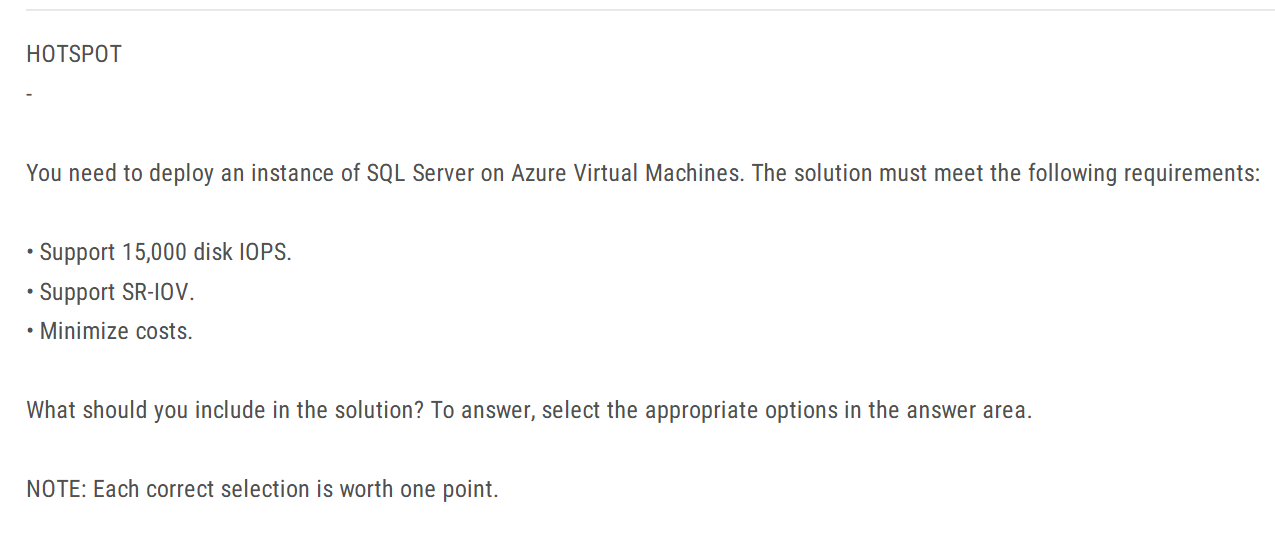 HOTSPOT
-
You need to deploy an instance of SQL Server on Azure Virtual Machines. The solution must meet the following requirements:
• Support 15,000 disk IOPS.
• Support SR-IOV.
• Minimize costs.
What should you include in the solution? To answer, select the appropriate options in the answer area.
NOTE: Each correct selection is worth one point.